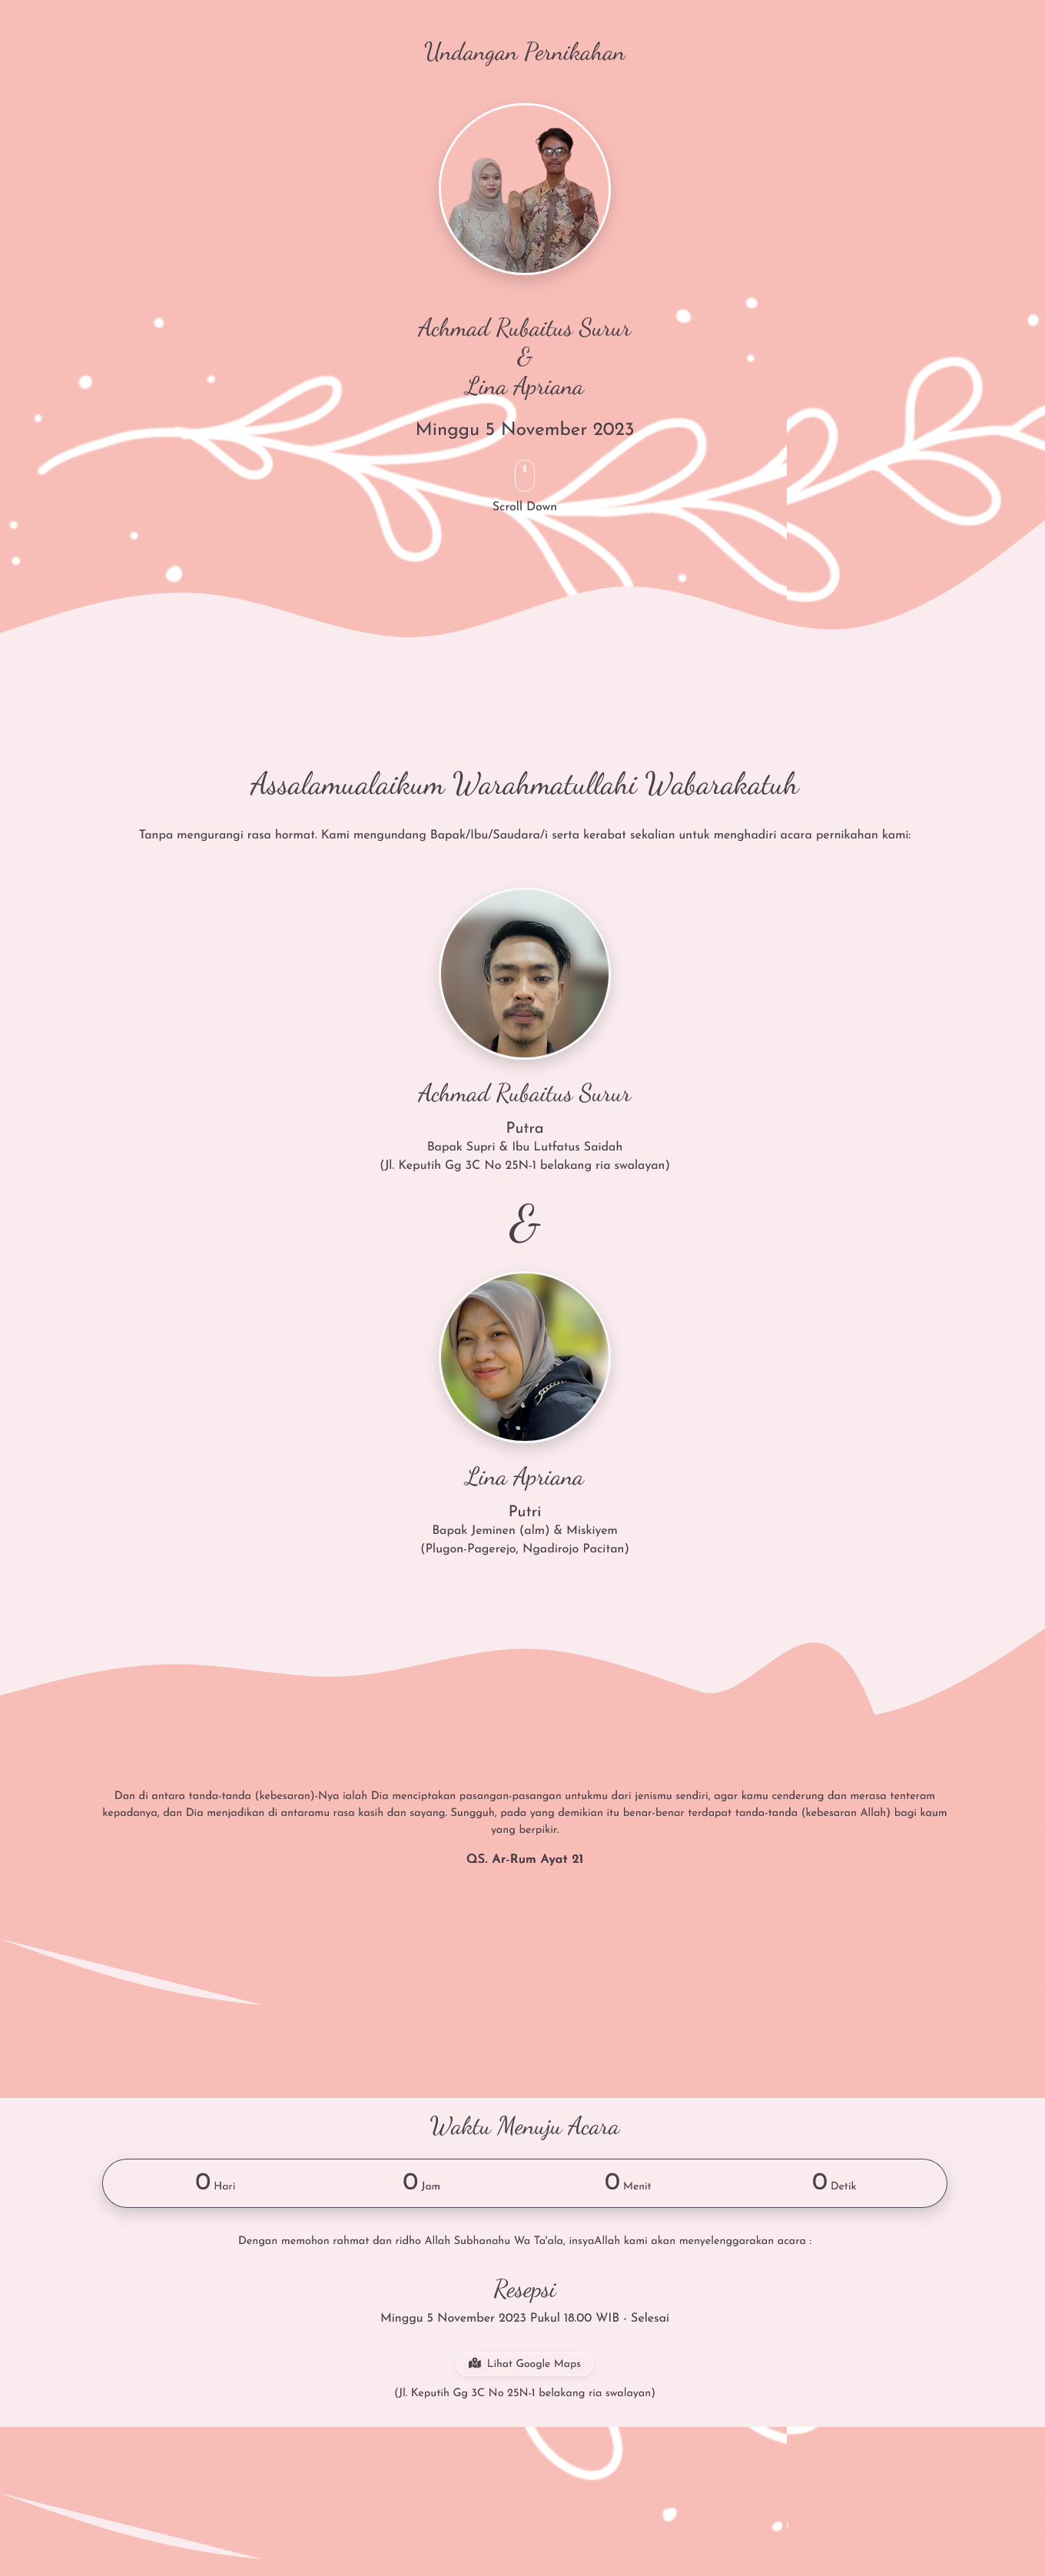 Undangan Pernikahan
Achmad Rubaitus Surur
&
Lina Apriana
Minggu 5 November 2023
Scroll Down
Assalamualaikum Warahmatullahi Wabarakatuh
Tanpa mengurangi rasa hormat. Kami mengundang Bapak/Ibu/Saudara/i serta kerabat sekalian untuk menghadiri acara pernikahan kami:
Achmad Rubaitus Surur
Putra
Bapak Supri & Ibu Lutfatus Saidah
(Jl. Keputih Gg 3C No 25N-1 belakang ria swalayan)
&
Lina Apriana
Putri
Bapak Jeminen (alm) & Miskiyem
(Plugon-Pagerejo, Ngadirojo Pacitan)
Dan di antara tanda-tanda (kebesaran)-Nya ialah Dia menciptakan pasangan-pasangan untukmu dari jenismu sendiri, agar kamu cenderung dan merasa tenteram
kepadanya, dan Dia menjadikan di antaramu rasa kasih dan sayang. Sungguh, pada yang demikian itu benar-benar terdapat tanda-tanda (kebesaran Allah) bagi kaum
yang berpikir.
QS. Ar-Rum Ayat 21
Waktu Menuju Acara
0 Hari 0 Jam 0 Menit 0 Detik
Dengan memohon rahmat dan ridho Allah Subhanahu Wa Ta'ala, insyaAllah kami akan menyelenggarakan acara :
Resepsi
Minggu 5 November 2023 Pukul 18.00 WIB - Selesai
Lihat Google Maps
(Jl. Keputih Gg 3C No 25N-1 belakang ria swalayan)